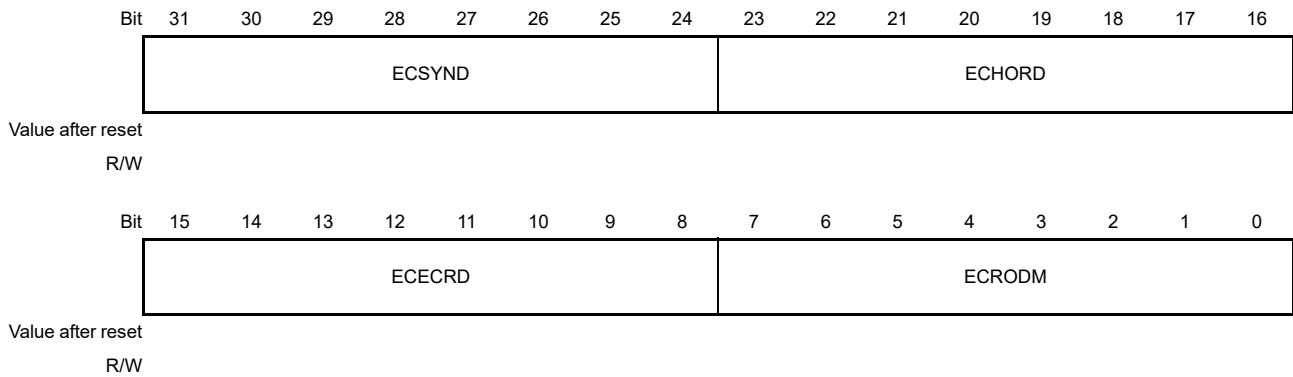 Bit 31 30 29 28 27 26 25 24 23 22 21 20 19 18 17 16
ECSYND ECHORD
Value after reset
R/W
Bit 15 14 13 12 11 10 9 8 7 6 5 4 3 2 1 0
ECECRD ECRODM
Value after reset
R/W